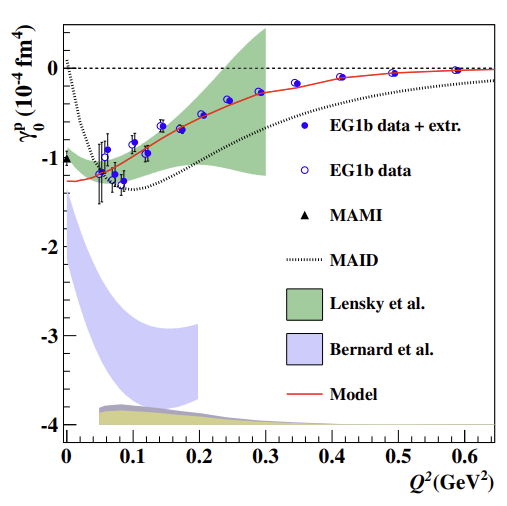 γ₀ᵖ (10⁻⁴ fm⁴)
0
-1
-2
-3
-4
EG1b data + extr.
EG1b data
MAMI
MAID
Lensky et al.
Bernard et al.
Model
0 0.1 0.2 0.3 0.4 0.5 0.6
Q²(GeV²)